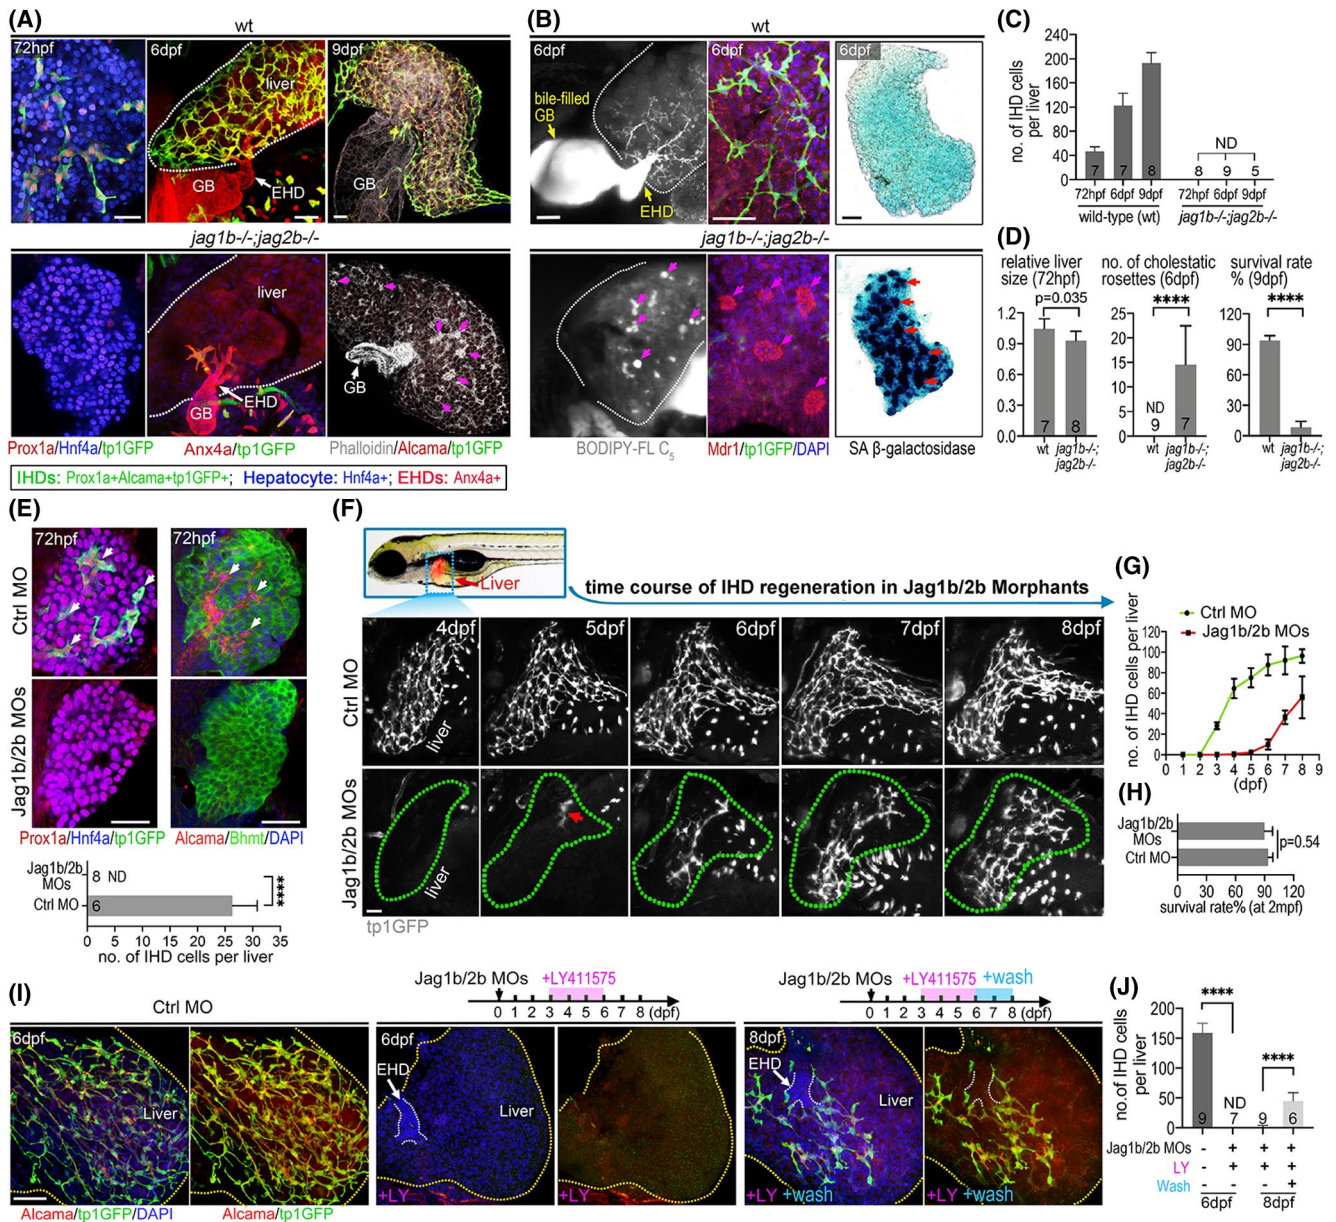 (A)
wt
72hpf
6dpf
liver
GB
EHD
9dpf
GB
jag1b-/-;jag2b-/-
liver
GB
EHD
GB
Prox1a/Hnf4a/tp1GFP
Anx4a/tp1GFP
Phalloidin/Alcama/tp1GFP
IHDs: Prox1a+Alcama+tp1GFP+; Hepatocyte: Hnf4a+; EHDs: Anx4a+
(B)
wt
6dpf
bile-filled
GB
EHD
6dpf
6dpf
jag1b-/-;jag2b-/-
BODIPY-FL C5
Mdr1/tp1GFP/DAPI
SA β-galactosidase
(C)
no. of IHD cells
per liver
240
200
160
120
80
40
0
7 7 8
ND
8 9 5
72hpf 6dpf 9dpf 72hpf 6dpf 9dpf
wild-type (wt) jag1b-/-;jag2b-/-
(D)
relative liver
size (72hpf)
p=0.035
1.2
0.9
0.6
0.3
0.0
7 8
wt jag1b-/-;
jag2b-/-
no. of cholestatic
rosettes (6dpf)
****
25
20
15
10
5
0
ND
9 7
wt jag1b-/-;
jag2b-/-
survival rate
% (9dpf)
****
120
90
60
30
0
wt jag1b-/-;
jag2b-/-
(E)
72hpf
72hpf
Ctrl MO
Jag1b/2b MOs
Prox1a/Hnf4a/tp1GFP
Alcama/Bhmt/DAPI
Jag1b/2b
MOs
8 ND
Ctrl MO
6
****
0 5 10 15 20 25 30 35
no. of IHD cells per liver
(F)
Liver
time course of IHD regeneration in Jag1b/2b Morphants
4dpf
5dpf
6dpf
7dpf
8dpf
Ctrl MO
liver
Jag1b/2b MOs
liver
tp1GFP
(G)
Ctrl MO
Jag1b/2b MOs
no. of IHD cells per liver
120
100
80
60
40
20
0
0 1 2 3 4 5 6 7 8 9
(dpf)
(H)
Jag1b/2b
MOs
Ctrl MO
p=0.54
0 30 60 90 120
survival rate% (at 2mpf)
(I)
Ctrl MO
6dpf
Liver
Alcama/tp1GFP/DAPI
Alcama/tp1GFP
Jag1b/2b MOs +LY411575
0 1 2 3 4 5 6 7 8 (dpf)
6dpf
EHD
Liver
+LY
+LY
Jag1b/2b MOs +LY411575 +wash
0 1 2 3 4 5 6 7 8 (dpf)
8dpf
EHD
Liver
+LY +wash
+LY +wash
(J)
no.of IHD cells
per liver
200
150
100
50
0
****
ND
****
9 7 9 6
Jag1b/2b MOs - + + +
LY - + + +
Wash +
6dpf 8dpf